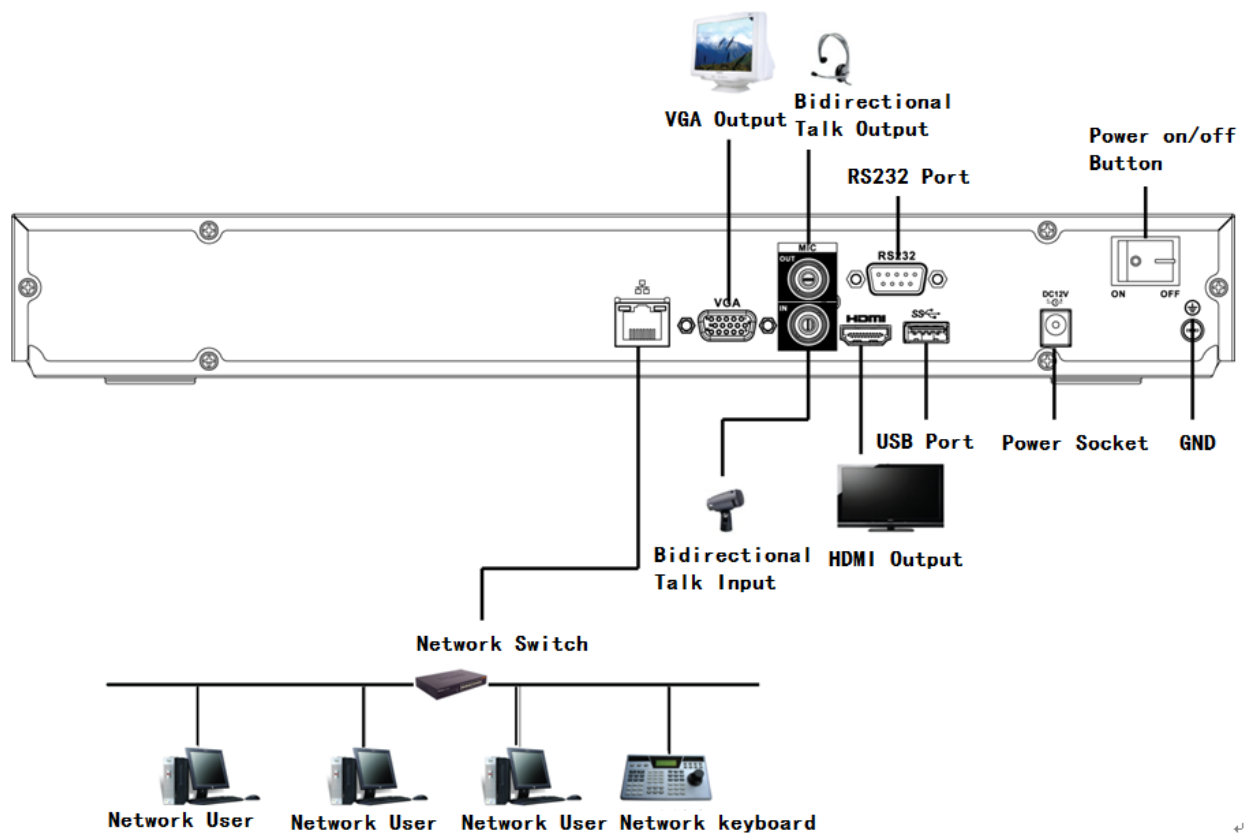 VGA Output
Bidirectional
Talk Output
RS232 Port
Power on/off
Button
MIC
OUT
IN
VGA
RS232
HDMI
SS
DC12V
ON OFF
USB Port
Power Socket
GND
Bidirectional
Talk Input
HDMI Output
Network Switch
Network User
Network User
Network User
Network keyboard